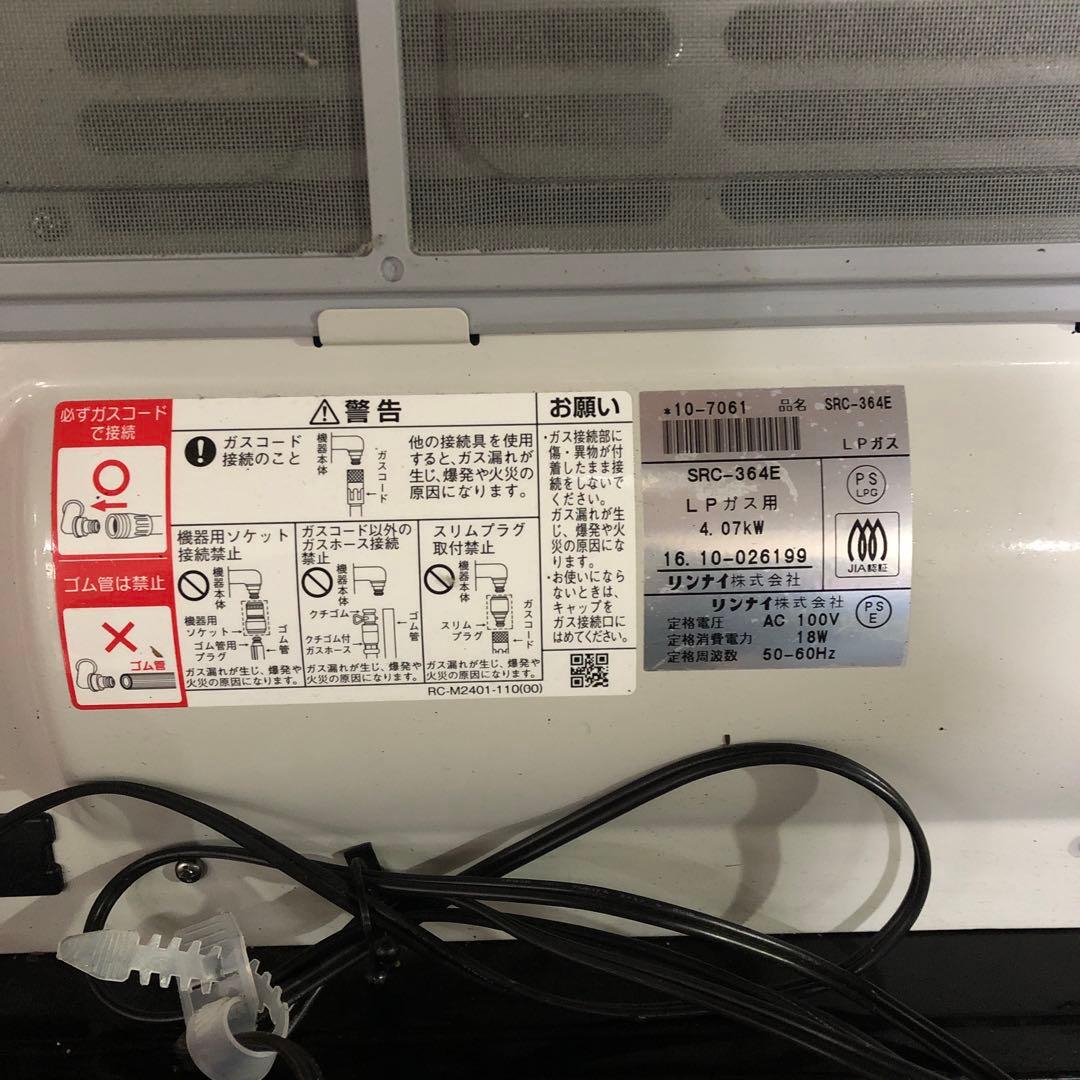 必ずガスコード
で接続
ゴム管は禁止
ゴム管
警告
ガスコード
接続のこと
機器本体
ガスコード
他の接続具を使用
すると、ガス漏れが
生じ、爆発や火災の
原因になります。
機器用ソケット
接続禁止
機器本体
機器用
ソケット
ゴム管用
プラグ
ゴム管
ガス漏れが生じ、爆発や
火災の原因になります。
ガスコード以外の
ガスホース接続
禁止
機器本体
クチゴム
クチゴム付
ガスホース
ゴム管
ガス漏れが生じ、爆発や
火災の原因になります。
スリムプラグ
取付禁止
機器本体
スリム
プラグ
ガスコード
ガス漏れが生じ、爆発や
火災の原因になります。
RC-M2401-110(00)
お願い
・ガス接続部に
傷・異物が付
着したまま接
続をしないで
ください。
ガス漏れが生
じ、爆発や火
災の原因にな
ります。
・お使いになら
ないときは、
キャップを
ガス接続口に
はめてください。
*10-7061 品名 SRC-364E
LPガス
SRC-364E
LPガス用
4.07kW
16.10-026199
リンナイ株式会社
PS
LPG
JIA認証
リンナイ株式会社
定格電圧 AC 100V
定格消費電力 18W
定格周波数 50-60Hz
PS
E